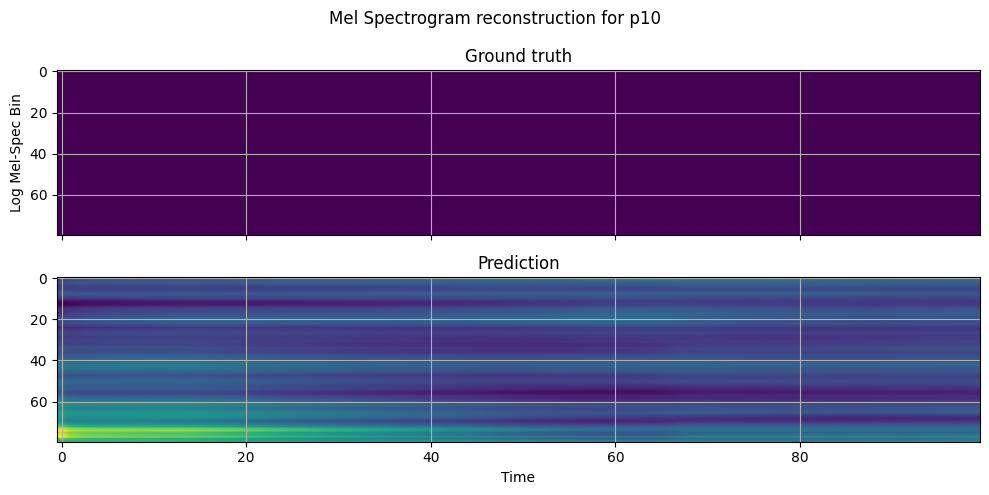 Mel Spectrogram reconstruction for p10
Ground truth
Log Mel-Spec Bin
0
20
40
60
Prediction
0
20
40
60
0 20 40 60 80
Time